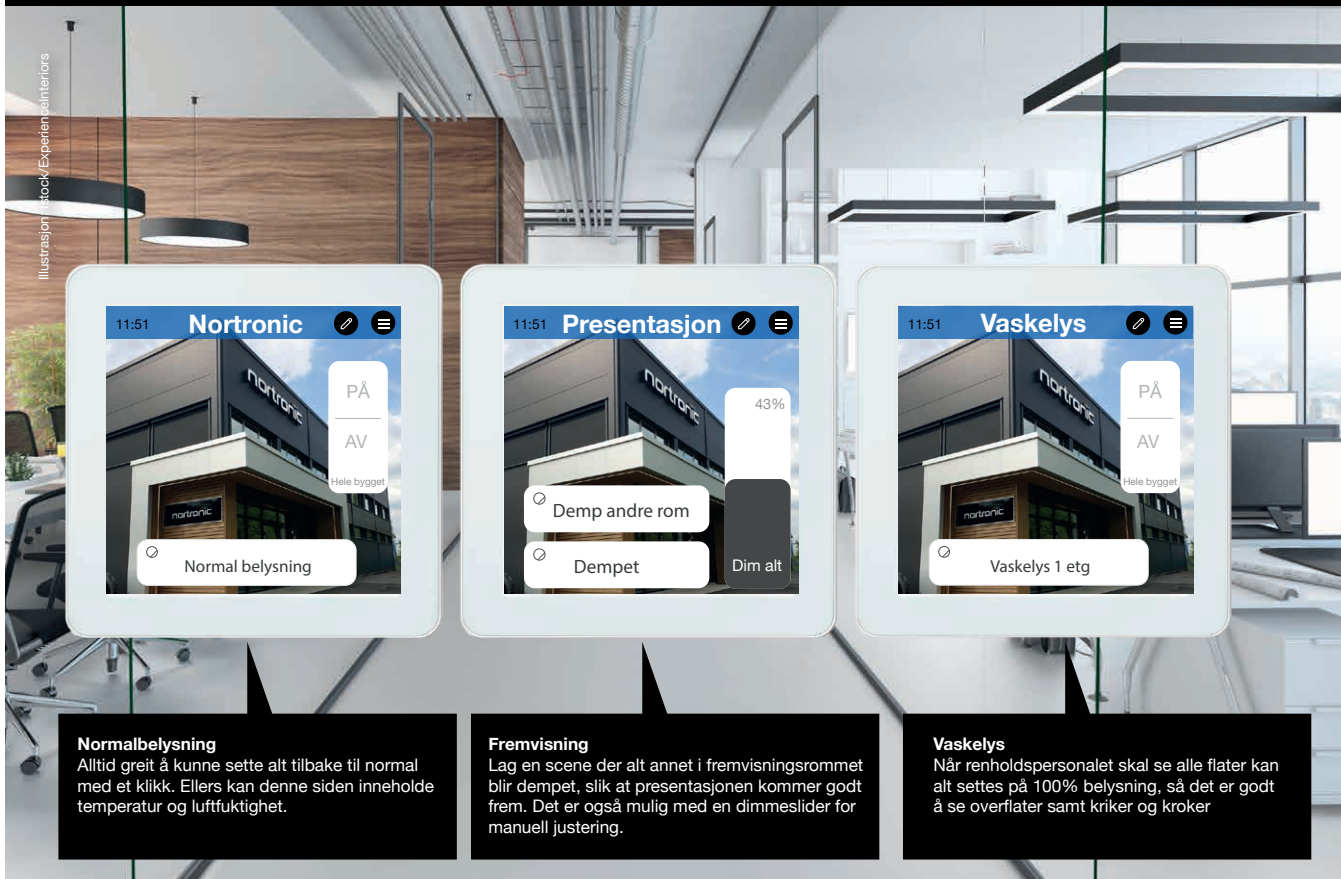 Illustrasjon: Istock/ExperienceInteriors
11:51 Nortronic
nortronic
PÅ
AV
Hele bygget
nortronic
Normal belysning
11:51 Presentasjon
nortronic
43%
Demp andre rom
Dempet
Dim alt
11:51 Vaskelys
nortronic
PÅ
AV
Hele bygget
nortronic
Vaskelys 1 etg
Normalbelysning
Alltid greit å kunne sette alt tilbake til normal
med et klikk. Ellers kan denne siden inneholde
temperatur og luftfuktighet.
Fremvisning
Lag en scene der alt annet i fremvisningsrommet
blir dempet, slik at presentasjonen kommer godt
frem. Det er også mulig med en dimmeslider for
manuell justering.
Vaskelys
Når renholdspersonalet skal se alle flater kan
alt settes på 100% belysning, så det er godt
å se overflater samt kriker og kroker